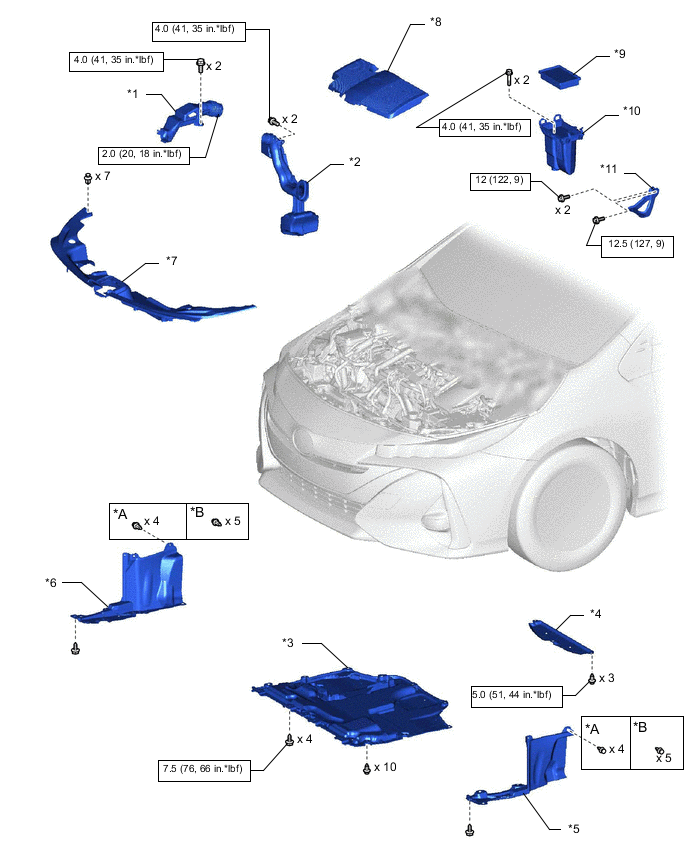 4.0 (41, 35 in.*lbf)
*8
4.0 (41, 35 in.*lbf)
x 2
*9
x 2
*1
x 2
*10
4.0 (41, 35 in.*lbf)
2.0 (20, 18 in.*lbf)
*2
*11
x 7
12 (122, 9)
x 2
12.5 (127, 9)
*7
*A
x 4
*B
x 5
*6
*4
*3
x 3
5.0 (51, 44 in.*lbf)
*A
x 4
*B
x 5
x 4
7.5 (76, 66 in.*lbf)
x 10
*5